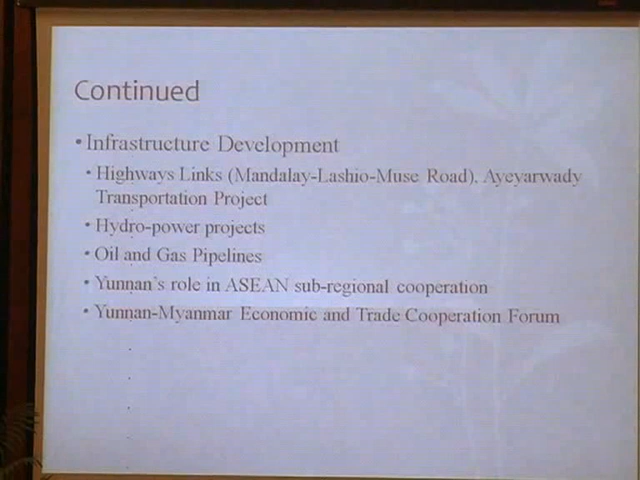 Continued
• Infrastructure Development
• Highways Links (Mandalay-Lashio-Muse Road), Ayeyarwady
Transportation Project
• Hydro-power projects
• Oil and Gas Pipelines
• Yunnan's role in ASEAN sub-regional cooperation
• Yunnan-Myanmar Economic and Trade Cooperation Forum